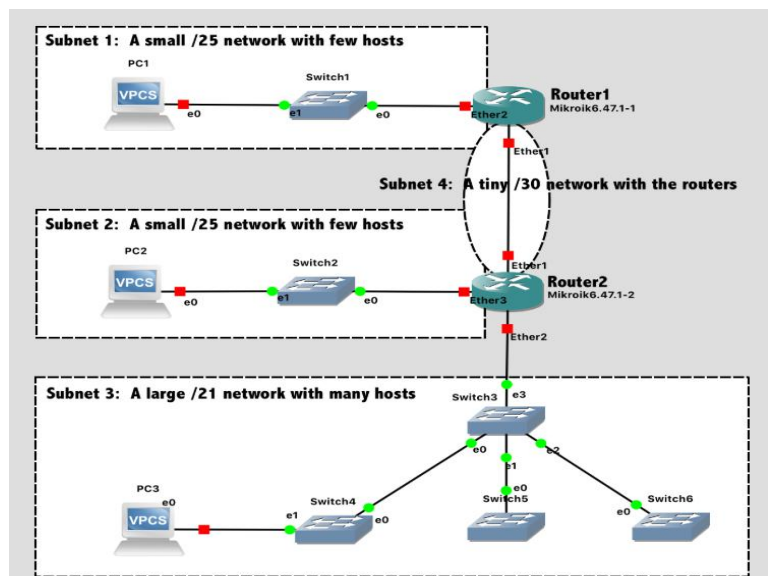 Subnet 1: A small /25 network with few hosts
PC1
VPCS
e0
Switch1
e1
e0
Ether2
Router1
Mikroik6.47.1-1
Ether1
Subnet 4: A tiny /30 network with the routers
Subnet 2: A small /25 network with few hosts
PC2
VPCS
e0
Switch2
e1
e0
Ether3
Ether1
Router2
Mikroik6.47.1-2
Ether2
Subnet 3: A large /21 network with many hosts
e3
Switch3
e0
e1
e2
PC3
e0
VPCS
e1
Switch4
e0
e0
Switch5
e0
Switch6